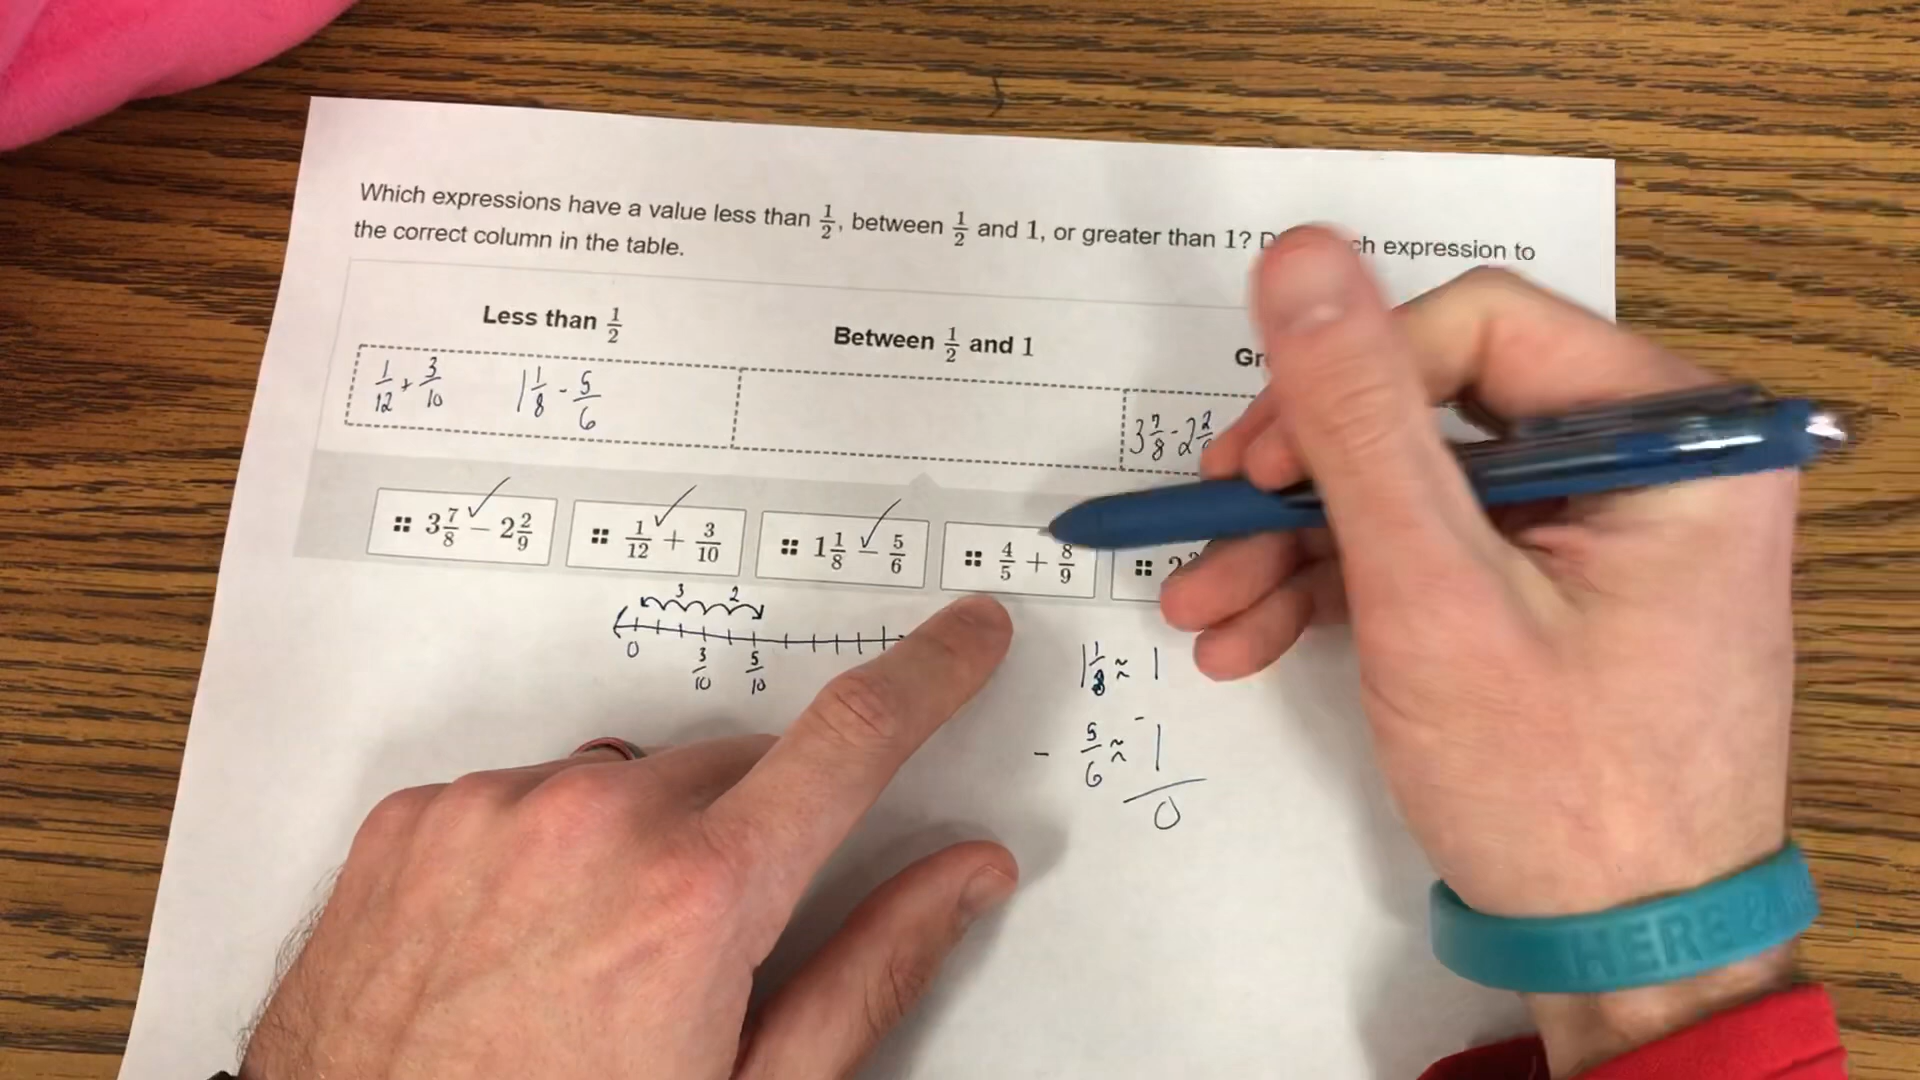 Which expressions have a value less than 1/2, between 1/2 and 1, or greater than 1? expression to
the correct column in the table.
Less than 1/2 Between 1/2 and 1
1/12 + 3/10 1 1/8 - 5/6 3 7/8 - 2
3 7/8 − 2 2/9 1/12 + 3/10 1 1/8 − 5/6 4/5 + 8/9
3 2
0 3/10 5/10
1 1/8 ≈ 1
- 5/6 ≈ 1
0
HERE